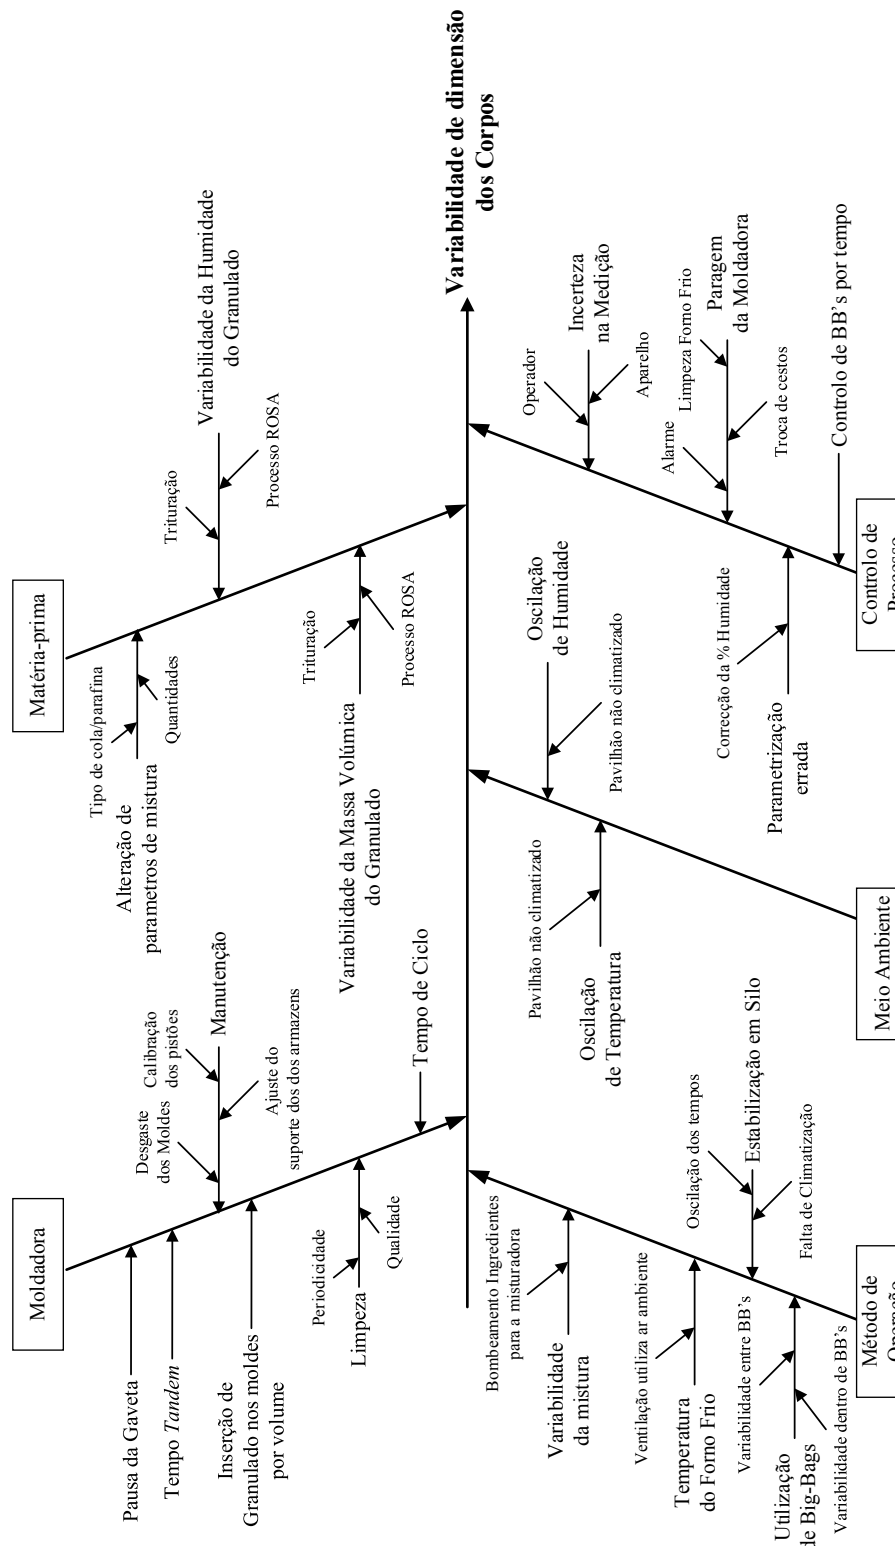 Moldadora
Pausa da Gaveta
Tempo Tandem
Inserção de
Granulado nos moldes
por volume
Desgaste
dos Moldes
Calibração
dos pistões
Manutenção
Ajuste do
suporte dos dos armazens
Periodicidade
Limpeza
Qualidade
Tempo de Ciclo
Matéria-prima
Tipo de cola/parafina
Alteração de
parametros de mistura
Quantidades
Trituração
Variabilidade da Humidade
do Granulado
Processo ROSA
Trituração
Variabilidade da Massa Volúmica
do Granulado
Processo ROSA
Variabilidade de dimensão
dos Corpos
Bombeamento Ingredientes
para a misturadora
Variabilidade
da mistura
Ventilação utiliza ar ambiente
Temperatura
do Forno Frio
Oscilação dos tempos
Estabilização em Silo
Falta de Climatização
Variabilidade entre BB's
Utilização
de Big-Bags
Variabilidade dentro de BB's
Método de
Operação
Oscilação
de Humidade
Pavilhão não climatizado
Pavilhão não climatizado
Oscilação
de Temperatura
Meio Ambiente
Operador
Incerteza
na Medição
Aparelho
Alarme
Limpeza Forno Frio
Paragem
da Moldadora
Troca de cestos
Correcção da % Humidade
Parametrização
errada
Controlo de BB's por tempo
Controlo de
Processo